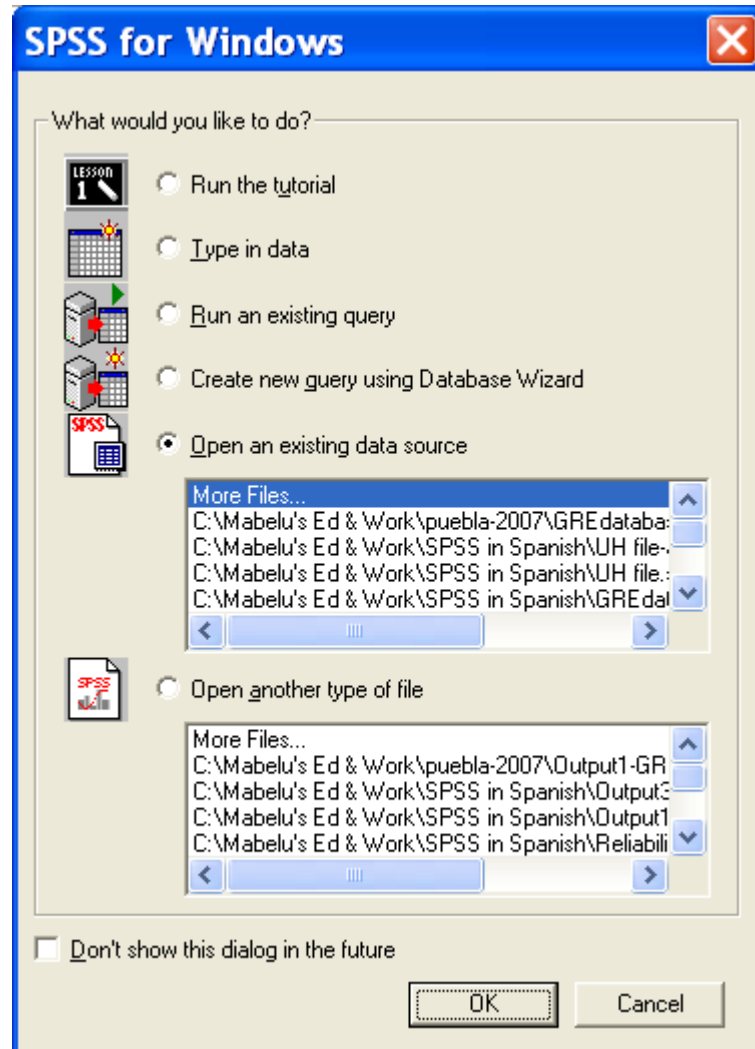 SPSS for Windows
What would you like to do?
LESSON 1
Run the tutorial
Type in data
Run an existing query
Create new query using Database Wizard
SPSS
Open an existing data source
More Files...
C:\Mabelu's Ed & Work\puebla-2007\GREdataba
C:\Mabelu's Ed & Work\SPSS in Spanish\UH file-
C:\Mabelu's Ed & Work\SPSS in Spanish\UH file.
C:\Mabelu's Ed & Work\SPSS in Spanish\GREdat
SPSS
Open another type of file
More Files...
C:\Mabelu's Ed & Work\puebla-2007\Output1-GR
C:\Mabelu's Ed & Work\SPSS in Spanish\Output3
C:\Mabelu's Ed & Work\SPSS in Spanish\Output1
C:\Mabelu's Ed & Work\SPSS in Spanish\Reliabili
Don't show this dialog in the future
OK
Cancel